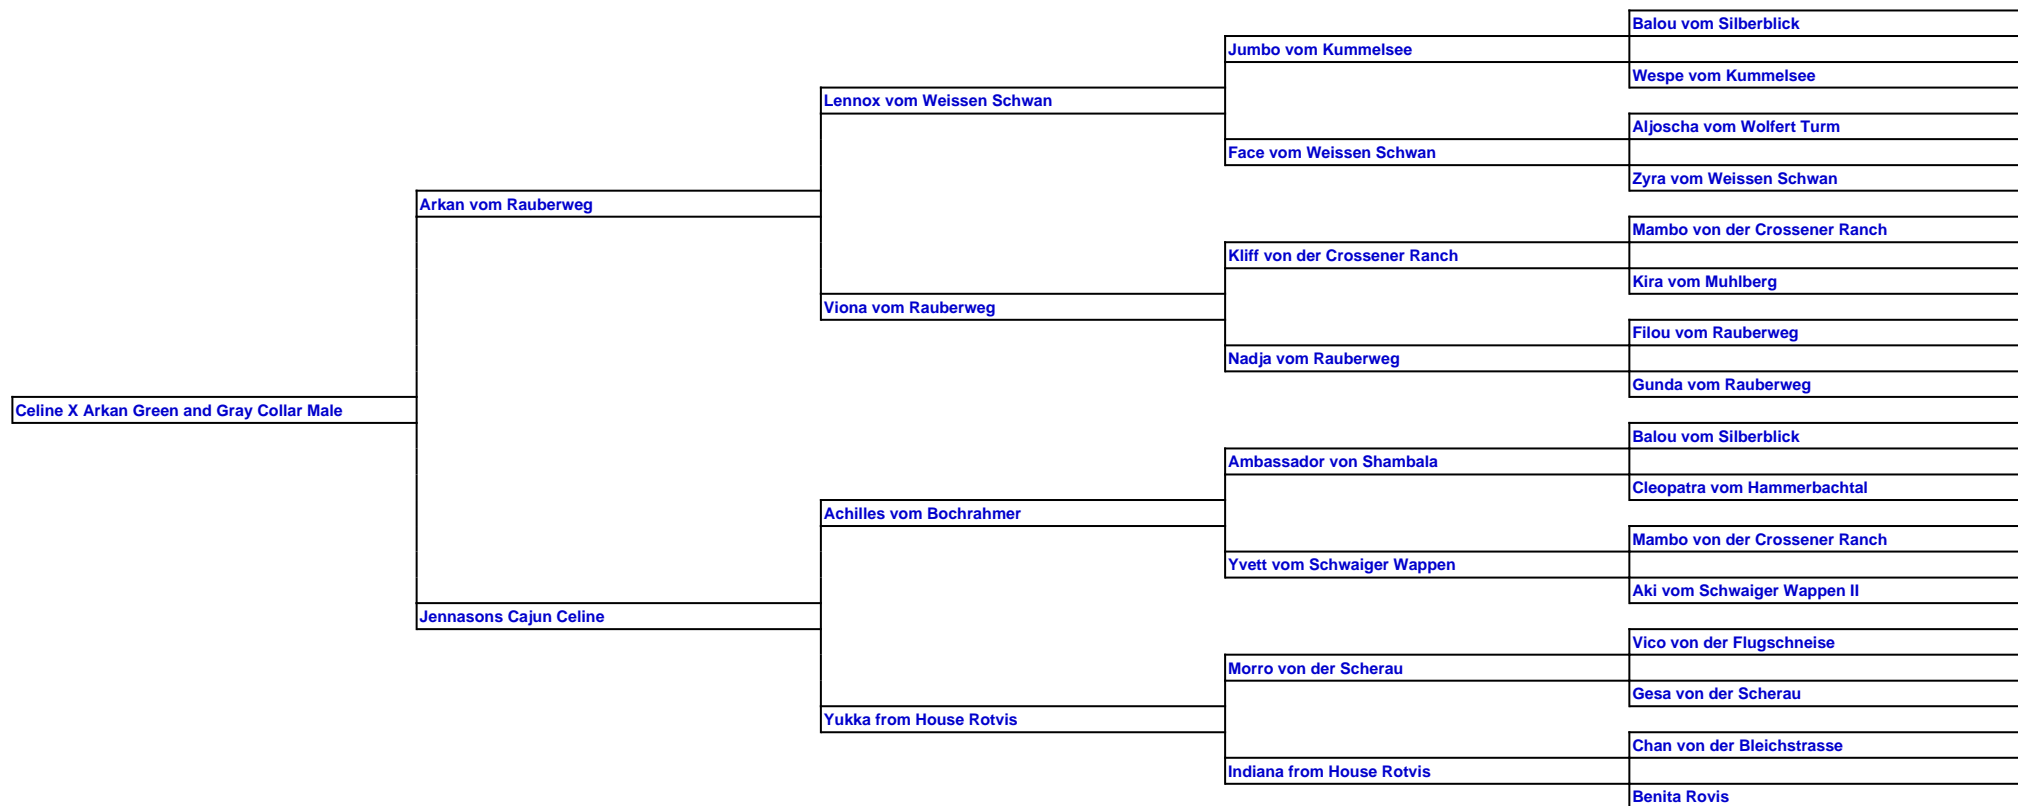 Balou vom Silberblick
Jumbo vom Kummelsee
Wespe vom Kummelsee
Lennox vom Weissen Schwan
Aljoscha vom Wolfert Turm
Face vom Weissen Schwan
Zyra vom Weissen Schwan
Arkan vom Rauberweg
Mambo von der Crossener Ranch
Kliff von der Crossener Ranch
Kira vom Muhlberg
Viona vom Rauberweg
Filou vom Rauberweg
Nadja vom Rauberweg
Gunda vom Rauberweg
Celine X Arkan Green and Gray Collar Male
Balou vom Silberblick
Ambassador von Shambala
Cleopatra vom Hammerbachtal
Achilles vom Bochrahmer
Mambo von der Crossener Ranch
Yvett vom Schwaiger Wappen
Aki vom Schwaiger Wappen II
Jennasons Cajun Celine
Vico von der Flugschneise
Morro von der Scherau
Gesa von der Scherau
Yukka from House Rotvis
Chan von der Bleichstrasse
Indiana from House Rotvis
Benita Rovis